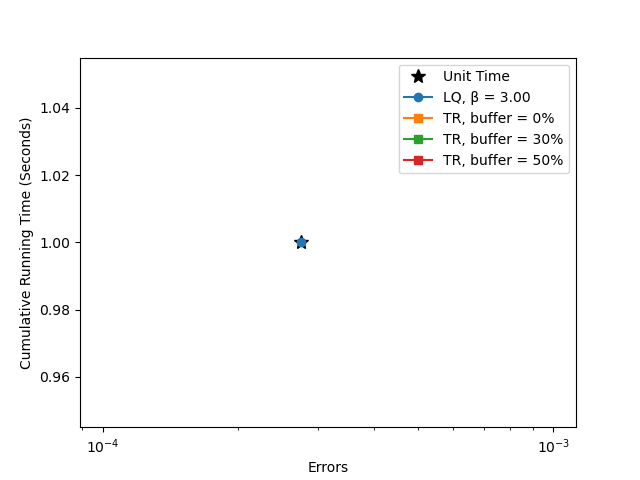 Unit Time
LQ, β = 3.00
TR, buffer = 0%
TR, buffer = 30%
TR, buffer = 50%
Cumulative Running Time (Seconds)
1.04
1.02
1.00
0.98
0.96
10⁻⁴
10⁻³
Errors